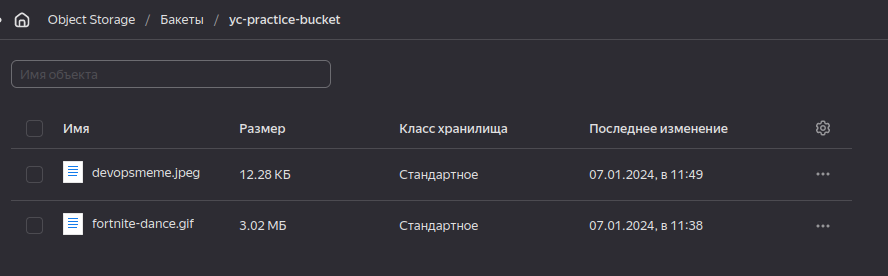 Object Storage / Бакеты / yc-practice-bucket
Имя объекта
Имя Размер Класс хранилища Последнее изменение
devopsmeme.jpeg 12.28 КБ Стандартное 07.01.2024, в 11:49 ...
fortnite-dance.gif 3.02 МБ Стандартное 07.01.2024, в 11:38 ...